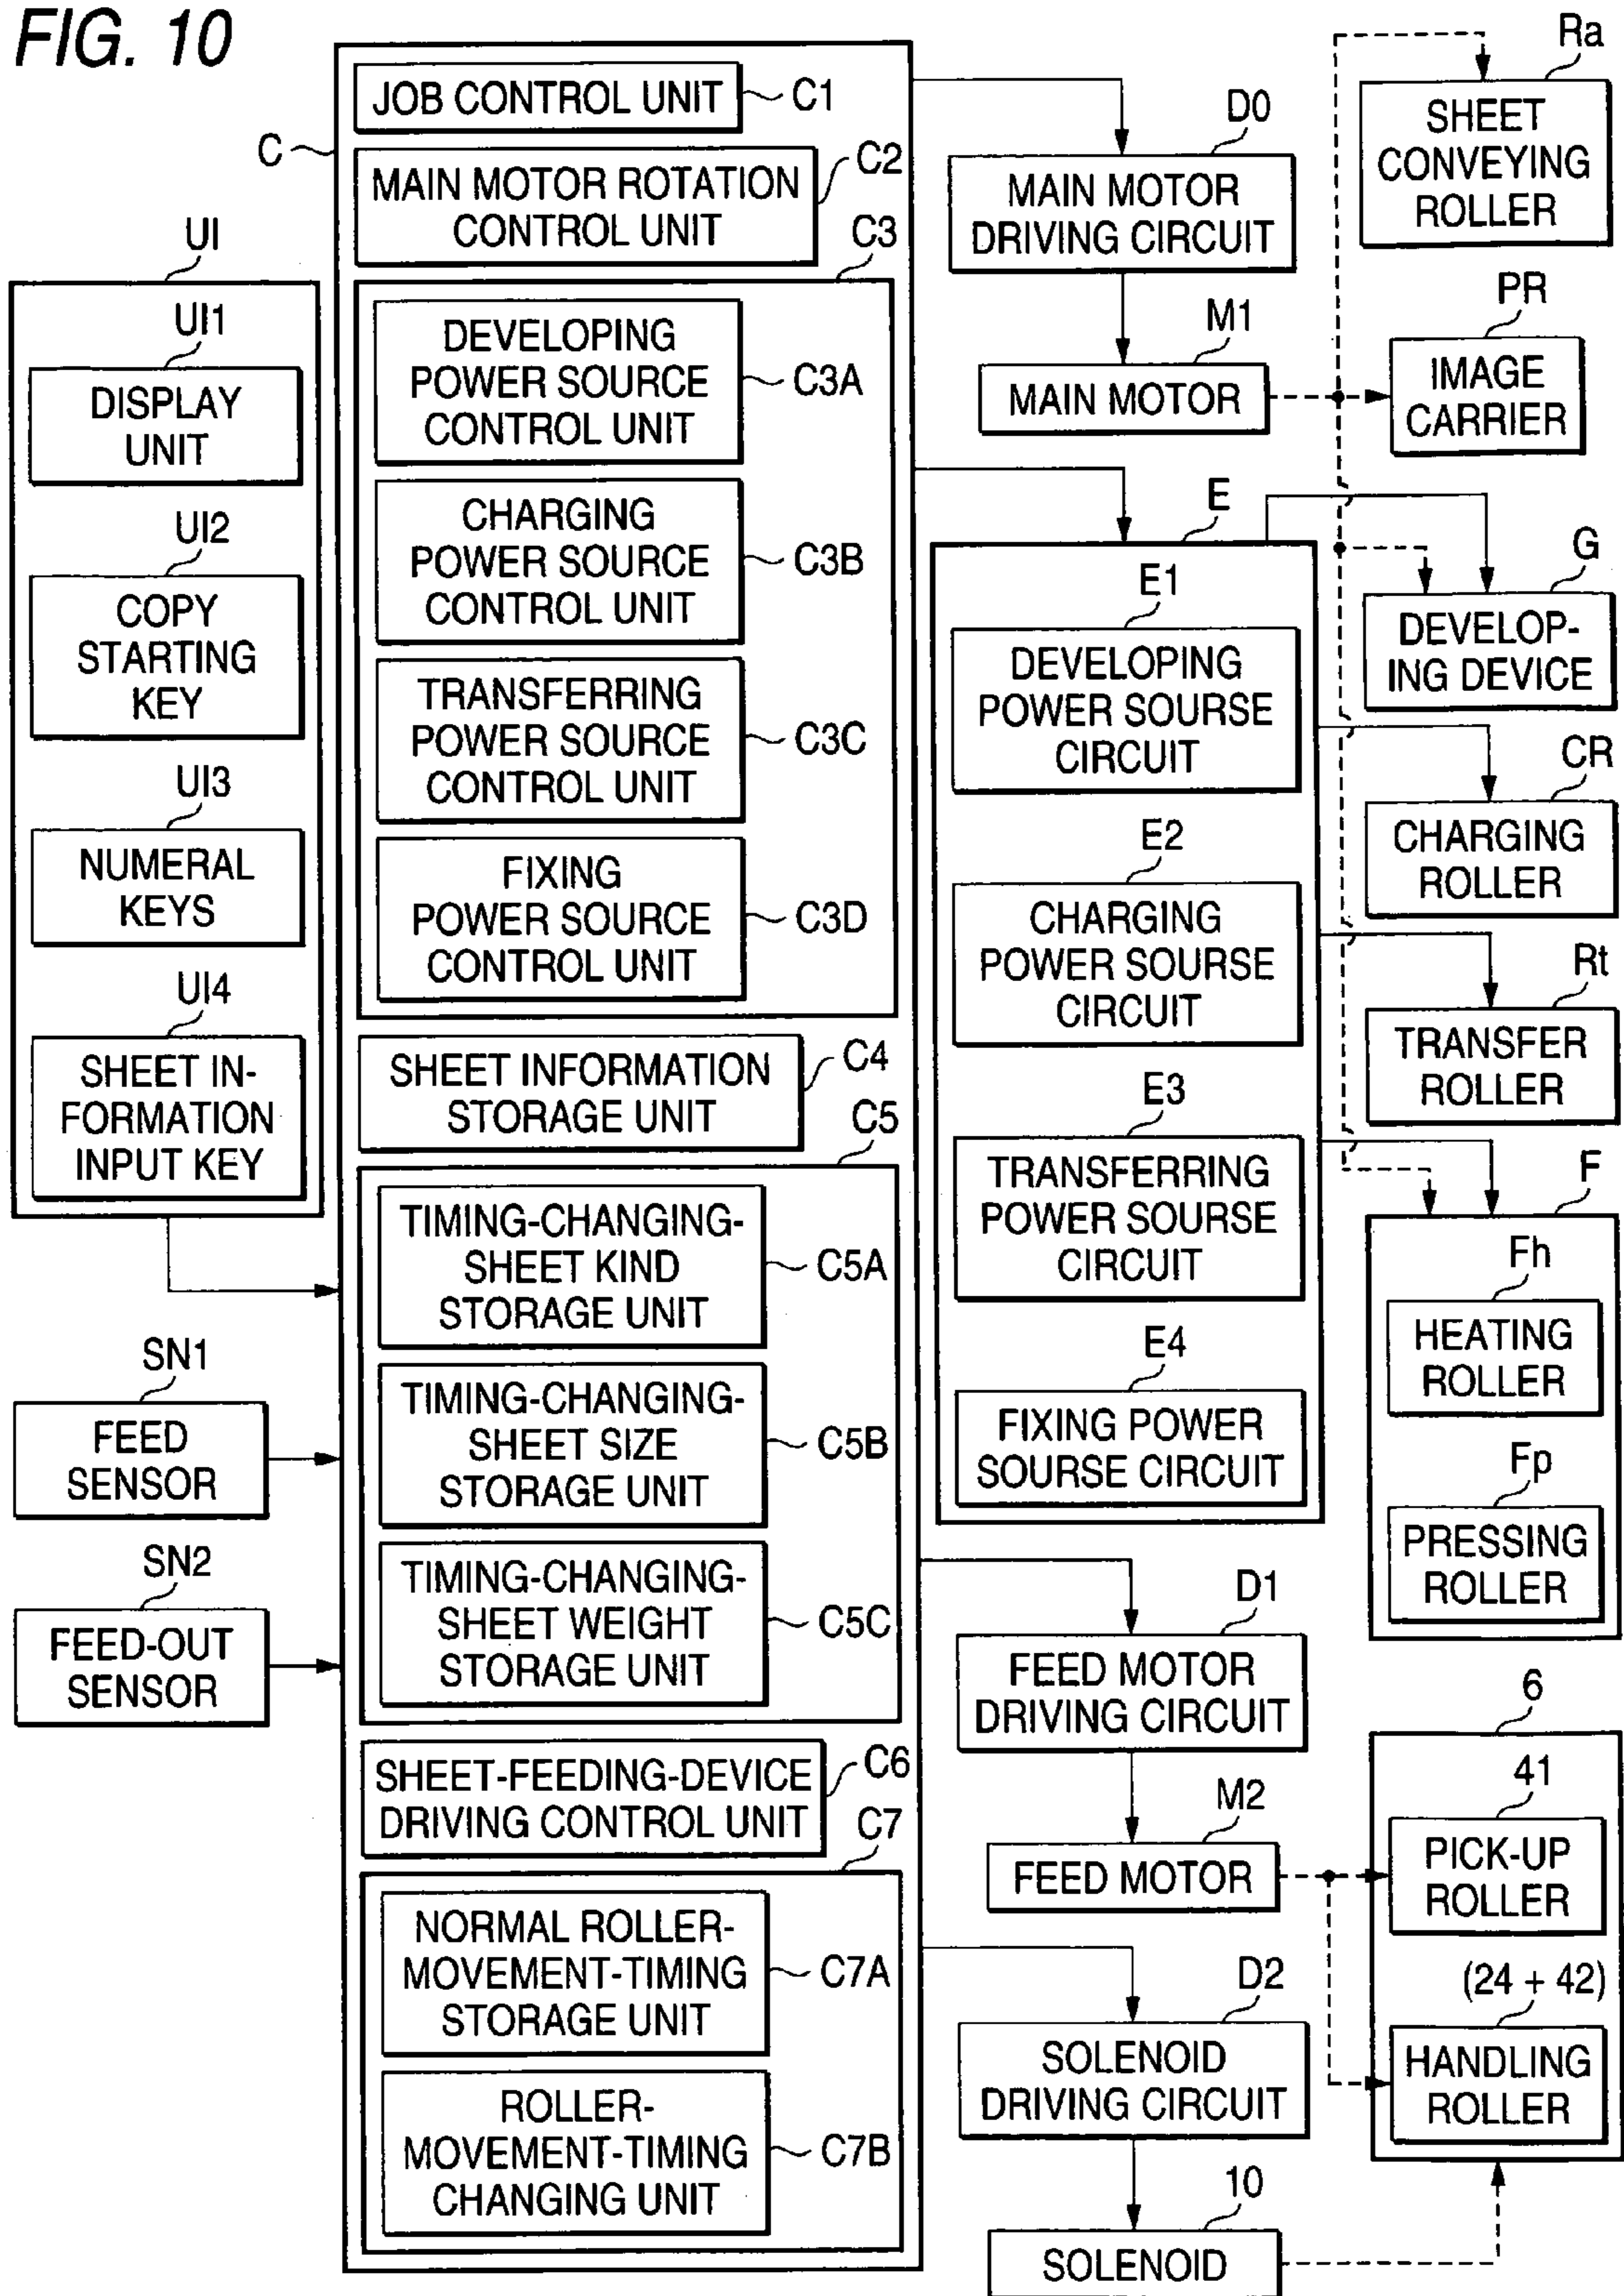 FIG. 10
UI
UI1
DISPLAY
UNIT
UI2
COPY
STARTING
KEY
UI3
NUMERAL
KEYS
UI4
SHEET IN-
FORMATION
INPUT KEY
SN1
FEED
SENSOR
SN2
FEED-OUT
SENSOR
C
JOB CONTROL UNIT
C1
MAIN MOTOR ROTATION
CONTROL UNIT
C2
C3
DEVELOPING
POWER SOURCE
CONTROL UNIT
C3A
CHARGING
POWER SOURCE
CONTROL UNIT
C3B
TRANSFERRING
POWER SOURCE
CONTROL UNIT
C3C
FIXING
POWER SOURCE
CONTROL UNIT
C3D
SHEET INFORMATION
STORAGE UNIT
C4
C5
TIMING-CHANGING-
SHEET KIND
STORAGE UNIT
C5A
TIMING-CHANGING-
SHEET SIZE
STORAGE UNIT
C5B
TIMING-CHANGING-
SHEET WEIGHT
STORAGE UNIT
C5C
SHEET-FEEDING-DEVICE
DRIVING CONTROL UNIT
C6
C7
NORMAL ROLLER-
MOVEMENT-TIMING
STORAGE UNIT
C7A
ROLLER-
MOVEMENT-TIMING
CHANGING UNIT
C7B
D0
MAIN MOTOR
DRIVING CIRCUIT
M1
MAIN MOTOR
E
E1
DEVELOPING
POWER SOURSE
CIRCUIT
E2
CHARGING
POWER SOURSE
CIRCUIT
E3
TRANSFERRING
POWER SOURSE
CIRCUIT
E4
FIXING POWER
SOURSE CIRCUIT
D1
FEED MOTOR
DRIVING CIRCUIT
M2
FEED MOTOR
D2
SOLENOID
DRIVING CIRCUIT
10
SOLENOID
Ra
SHEET
CONVEYING
ROLLER
PR
IMAGE
CARRIER
G
DEVELOP-
ING DEVICE
CR
CHARGING
ROLLER
Rt
TRANSFER
ROLLER
F
Fh
HEATING
ROLLER
Fp
PRESSING
ROLLER
6
41
PICK-UP
ROLLER
(24 + 42)
HANDLING
ROLLER